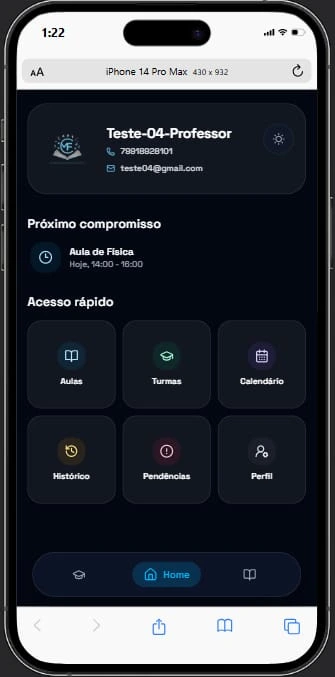 1:22
AA iPhone 14 Pro Max 430 x 932
MF
Teste-04-Professor
79918928101
teste04@gmail.com
Próximo compromisso
Aula de Física
Hoje, 14:00 - 16:00
Acesso rápido
Aulas Turmas Calendário
Histórico Pendências Perfil
Home